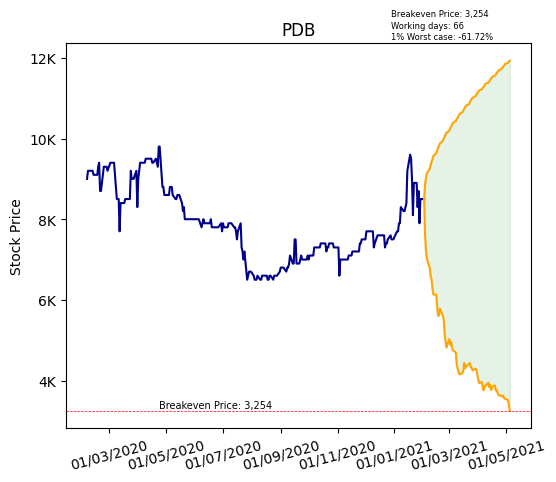 Breakeven Price: 3,254
Working days: 66
1% Worst case: -61.72%
PDB
12K
10K
8K
6K
4K
Stock Price
Breakeven Price: 3,254
01/03/2020
01/05/2020
01/07/2020
01/09/2020
01/11/2020
01/01/2021
01/03/2021
01/05/2021